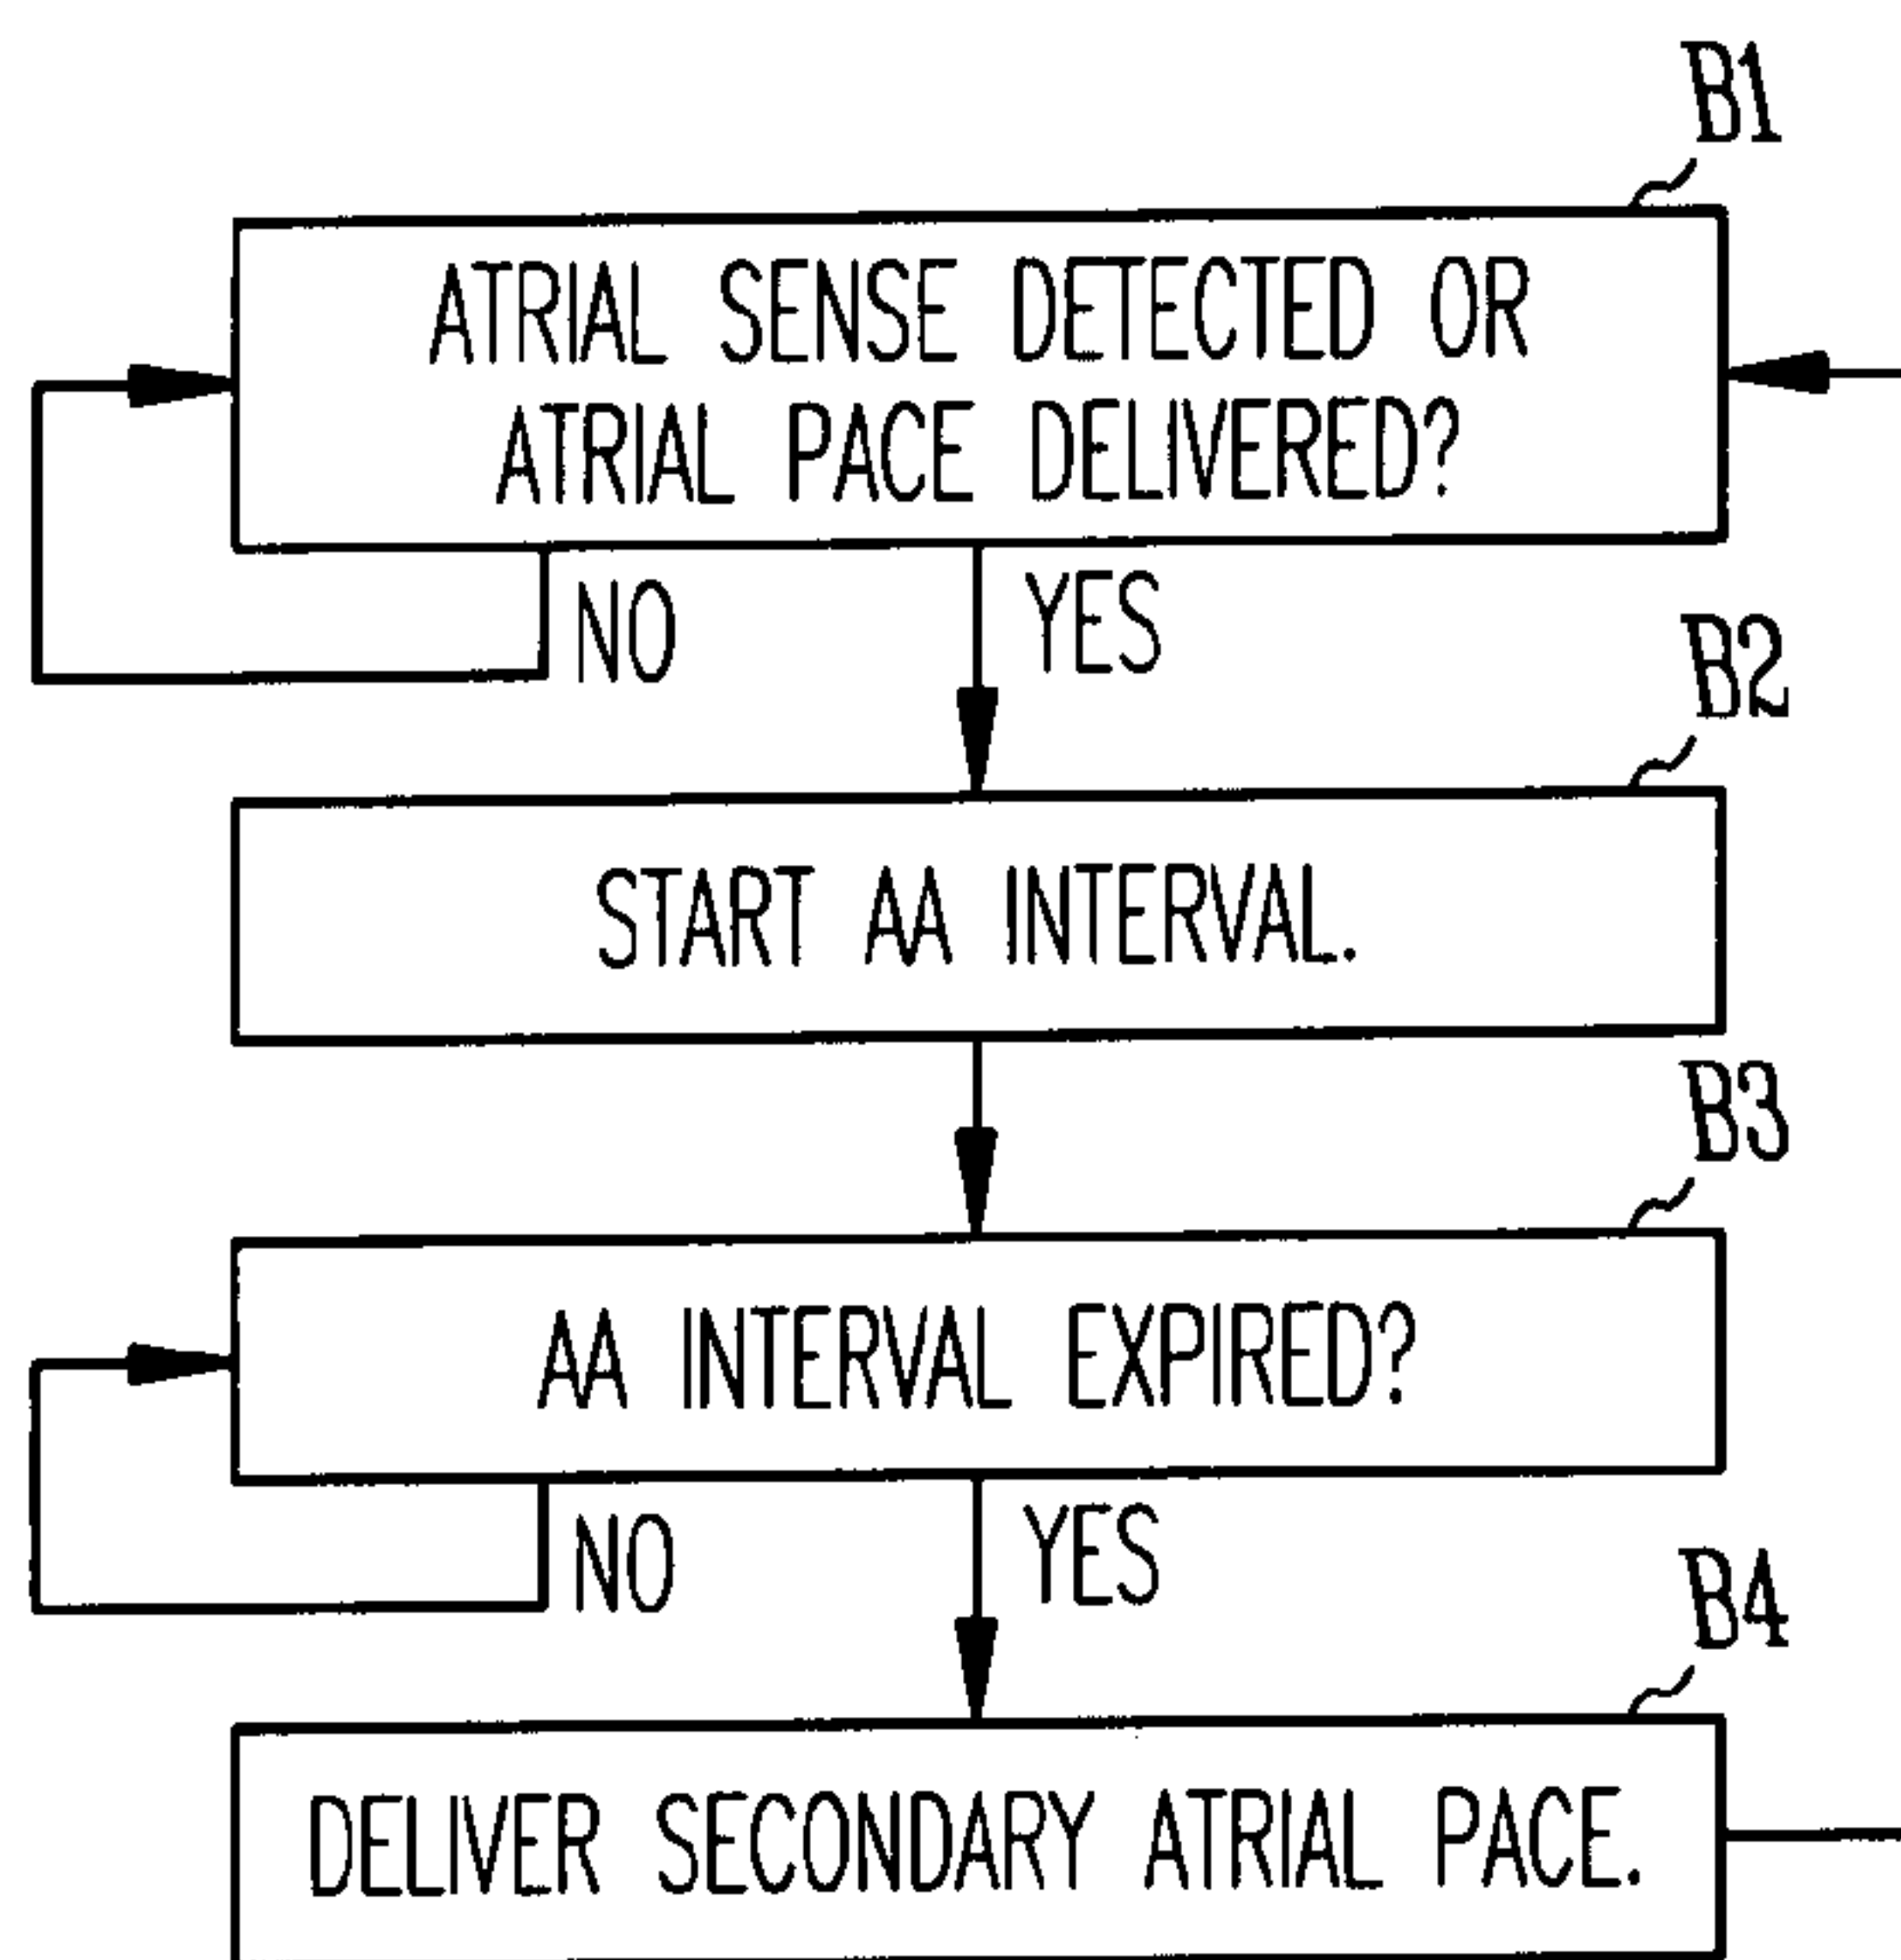 B1
ATRIAL SENSE DETECTED OR
ATRIAL PACE DELIVERED?
NO
YES
B2
START AA INTERVAL.
B3
AA INTERVAL EXPIRED?
NO
YES
B4
DELIVER SECONDARY ATRIAL PACE.